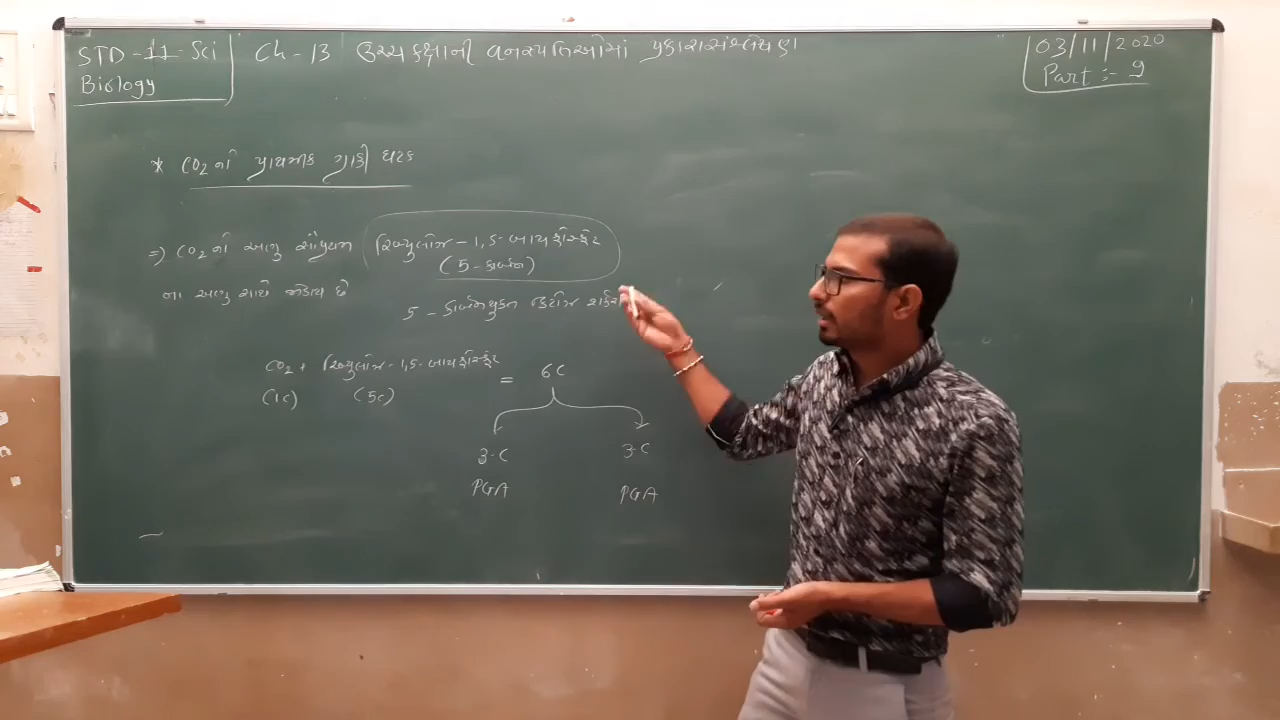 STD - 11 - Sci
Biology
Ch - 13 ઉચ્ચ કક્ષાની વનસ્પતિઓમાં પ્રકાશસંશ્લેષણ
03/11/2020
Part :- 9
* CO2 નો પ્રાથમિક ગ્રાહી ઘટક
⇒) CO2 નો અણુ સૌપ્રથમ રિબ્યુલોઝ - 1,5 - બાયફોસ્ફેટ
(5 - કાર્બન)
ના અણુ સાથે જોડાય છે
5 - કાર્બનયુક્ત કિટોઝ શર્કરા
CO2 + રિબ્યુલોઝ - 1,5 - બાયફોસ્ફેટ = 6C
(1C) (5C)
3-C 3-C
PGA PGA